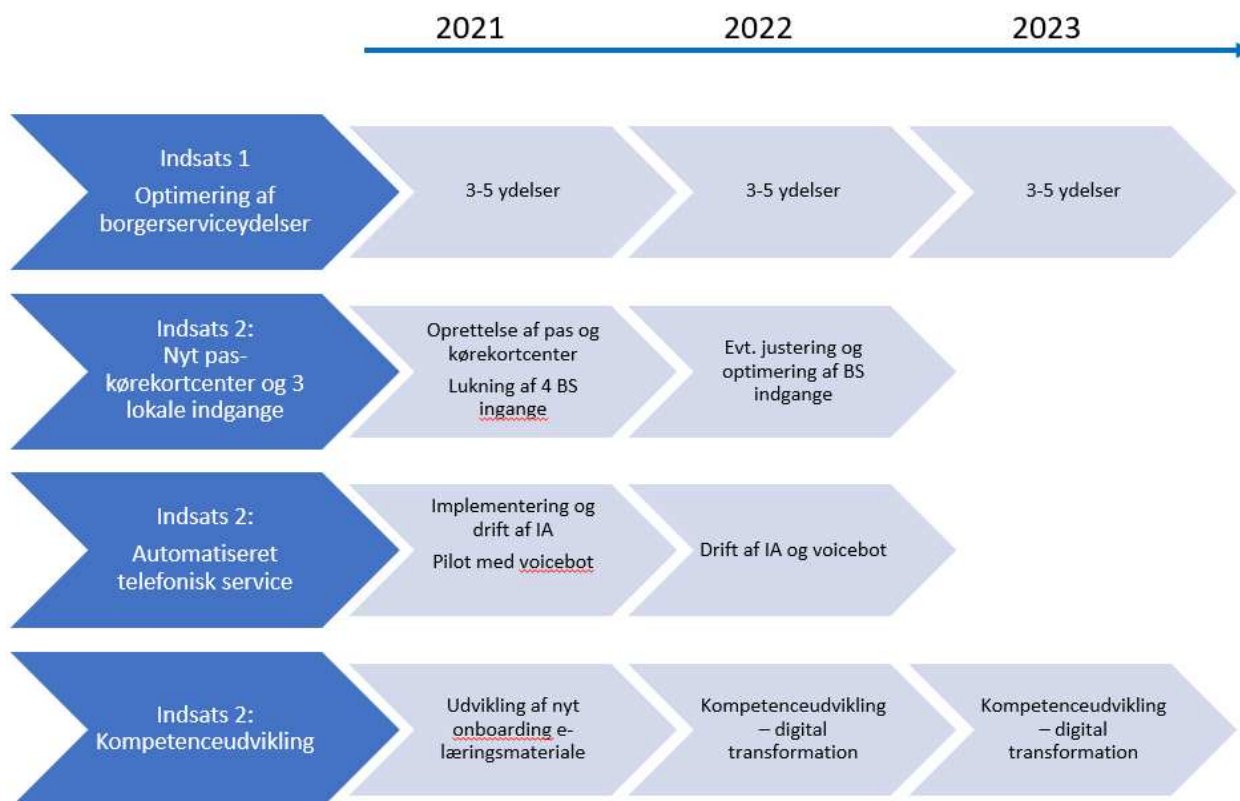 2021
2022
2023
Indsats 1
Optimering af
borgerserviceydelser
3-5 ydelser
3-5 ydelser
3-5 ydelser
Indsats 2:
Nyt pas-
kørekortcenter og 3
lokale indgange
Oprettelse af pas og
kørekortcenter
Lukning af 4 BS
ingange
Evt. justering og
optimering af BS
indgange
Indsats 2:
Automatiseret
telefonisk service
Implementering og
drift af IA
Pilot med voicebot
Drift af IA og voicebot
Indsats 2:
Kompetenceudvikling
Udvikling af nyt
onboarding e-
læringsmateriale
Kompetenceudvikling
– digital
transformation
Kompetenceudvikling
– digital
transformation